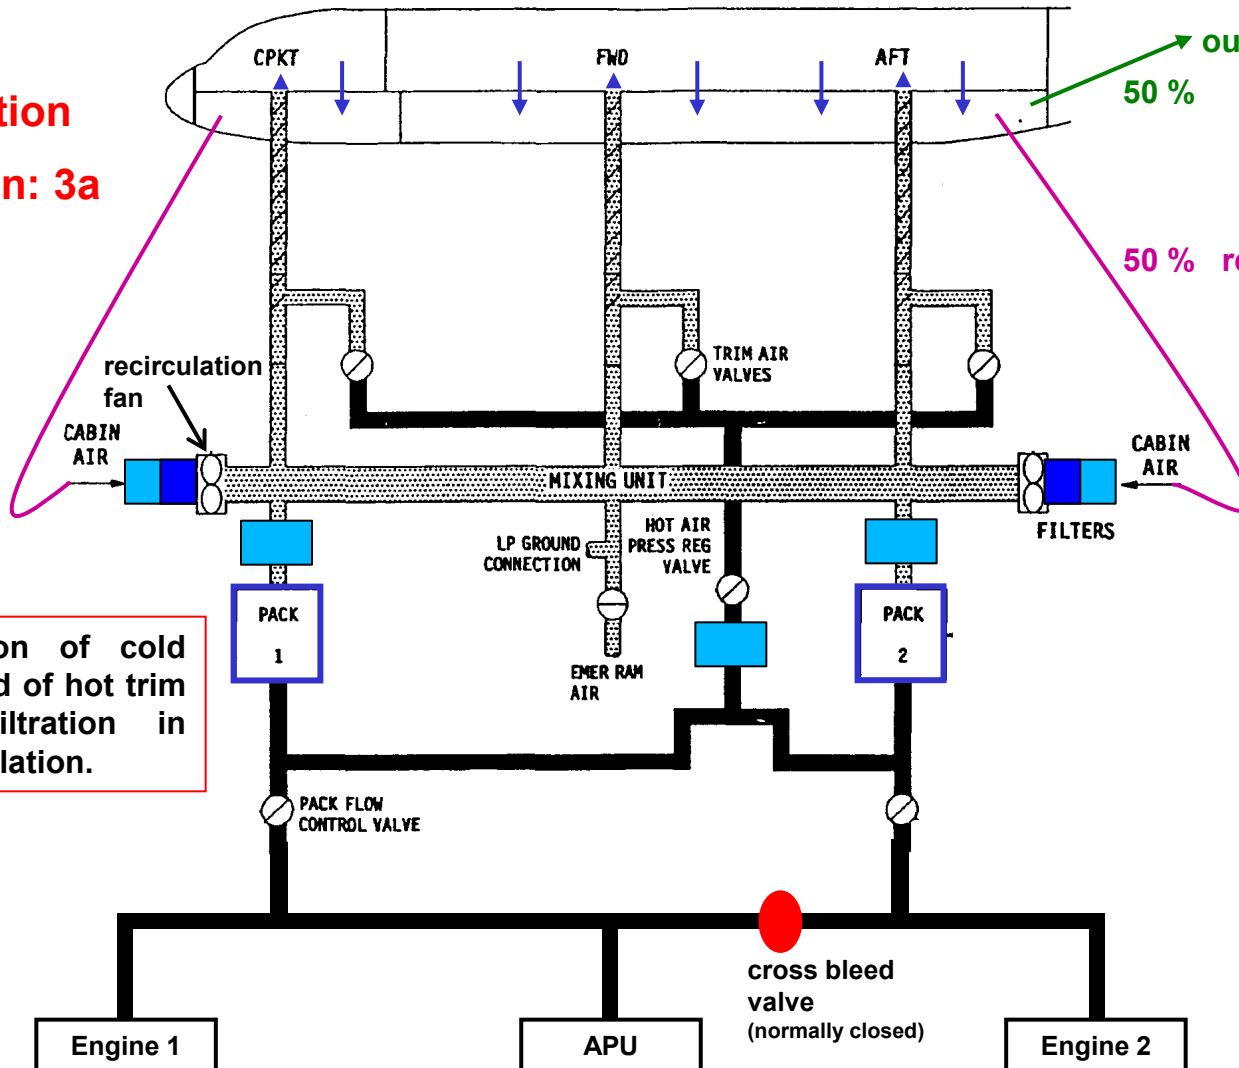 CPKT
FWD
AFT
ou
50 %
tion
n: 3a
50 % re
TRIM AIR
VALVES
recirculation
fan
CABIN
AIR
CABIN
AIR
MIXING UNIT
FILTERS
LP GROUND
CONNECTION
HOT AIR
PRESS REG
VALVE
PACK
1
PACK
2
EMER RAM
AIR
on of cold
d of hot trim
iltration in
lation.
PACK FLOW
CONTROL VALVE
cross bleed
valve
(normally closed)
Engine 1
APU
Engine 2